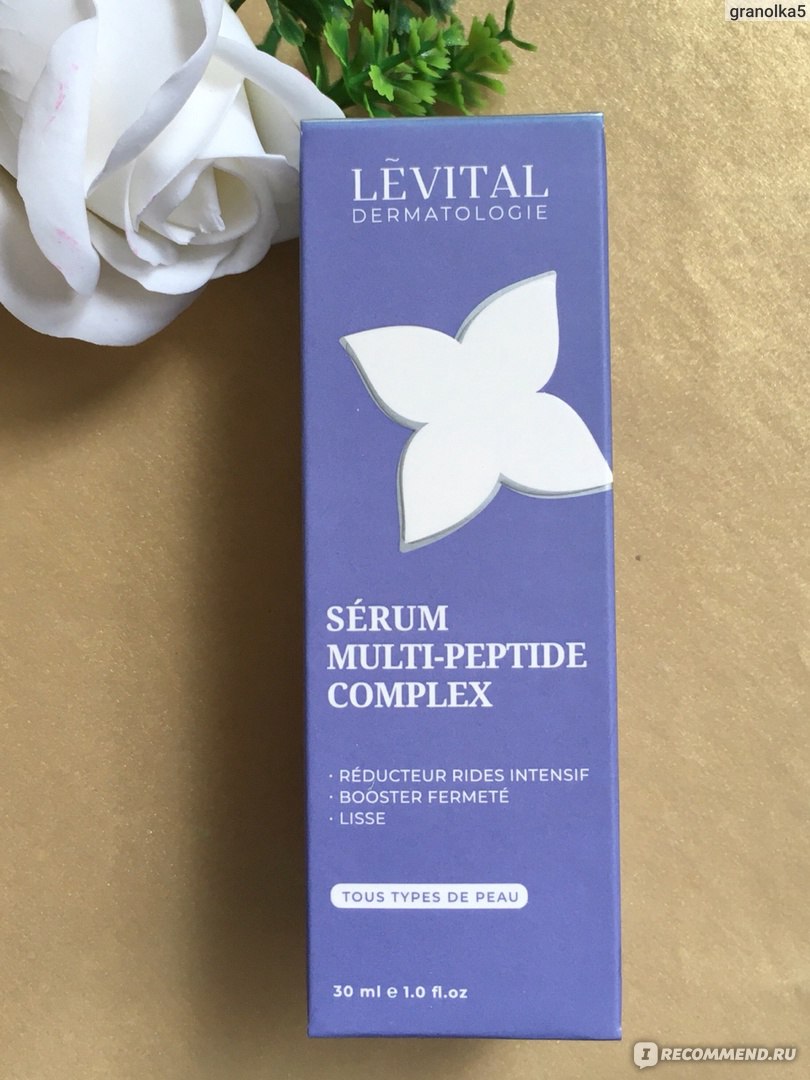 granolka5
LẼVITAL
DERMATOLOGIE
SÉRUM
MULTI-PEPTIDE
COMPLEX
· RÉDUCTEUR RIDES INTENSIF
· BOOSTER FERMETÉ
· LISSE
TOUS TYPES DE PEAU
30 ml e 1.0 fl.oz
I RECOMMEND.RU